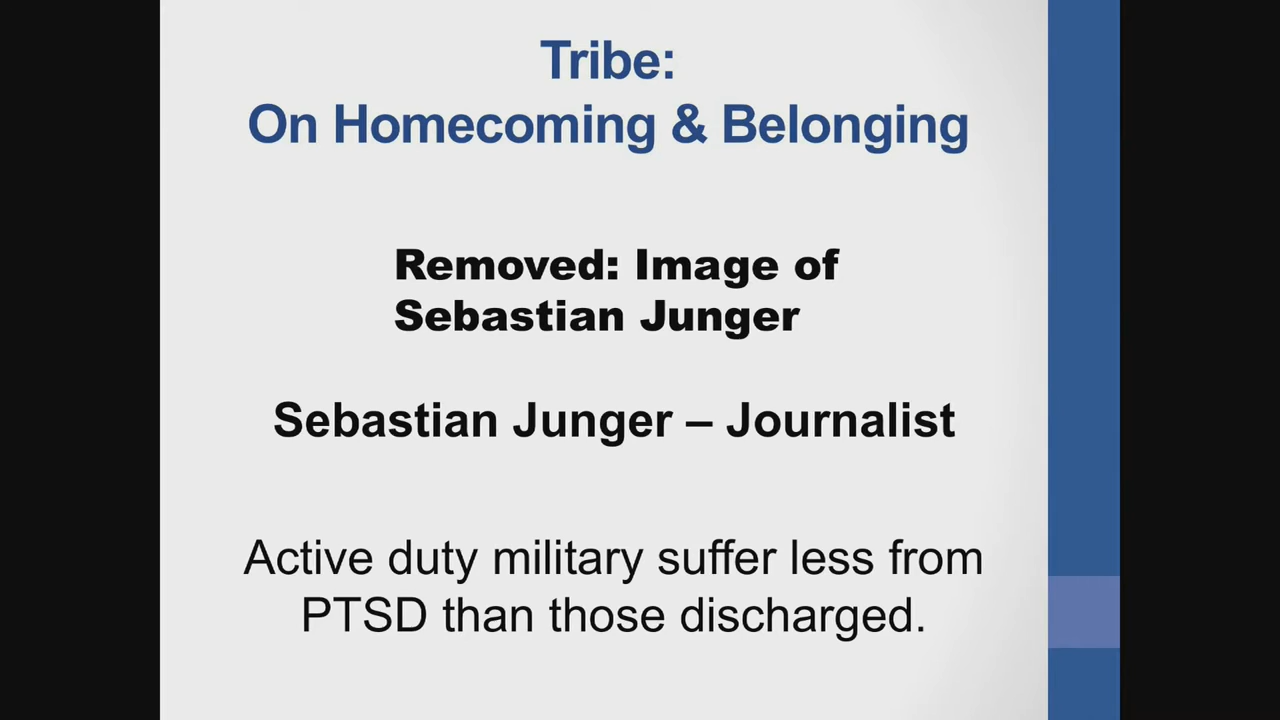 Tribe:
On Homecoming & Belonging
Removed: Image of
Sebastian Junger
Sebastian Junger – Journalist
Active duty military suffer less from
PTSD than those discharged.